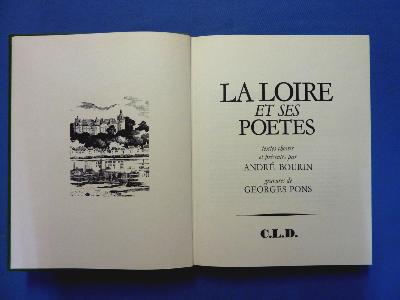 LA LOIRE
ET SES
POETES
textes choisis
et présentés par
ANDRÉ BOURIN
gravures de
GEORGES PONS
C.L.D.